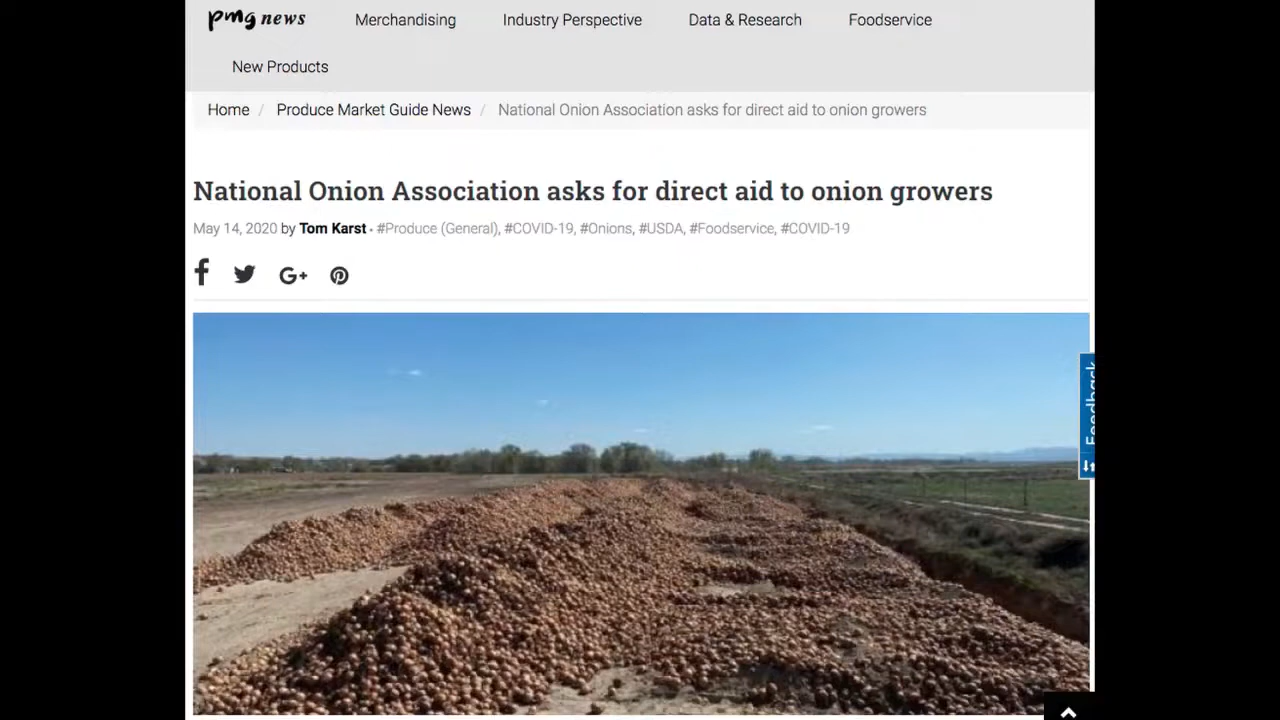 pmg news Merchandising Industry Perspective Data & Research Foodservice
New Products
Home / Produce Market Guide News / National Onion Association asks for direct aid to onion growers
National Onion Association asks for direct aid to onion growers
May 14, 2020 by Tom Karst · #Produce (General), #COVID-19, #Onions, #USDA, #Foodservice, #COVID-19
G+
Feedback